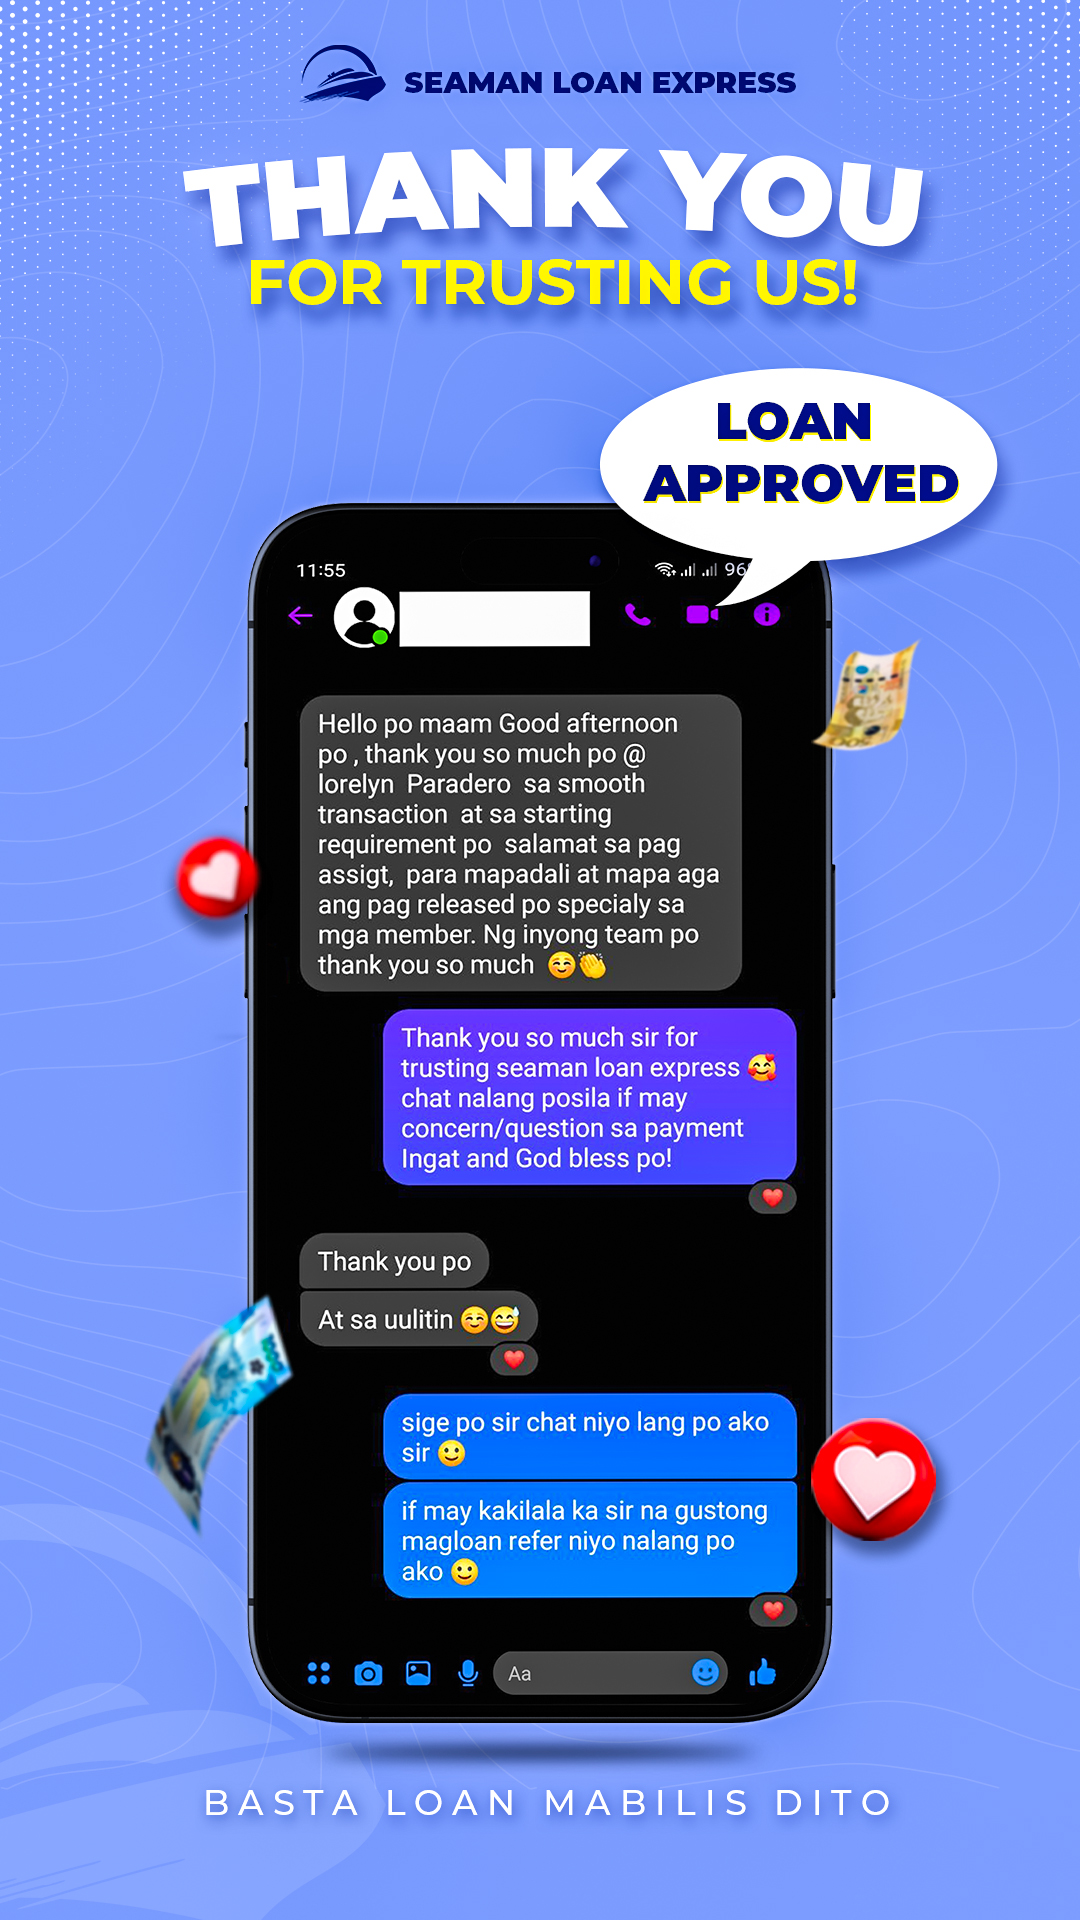 SEAMAN LOAN EXPRESS
THANK YOU
FOR TRUSTING US!
LOAN
APPROVED
11:55
96
Hello po maam Good afternoon
po , thank you so much po @
lorelyn Paradero sa smooth
transaction at sa starting
requirement po salamat sa pag
assigt, para mapadali at mapa aga
ang pag released po specialy sa
mga member. Ng inyong team po
thank you so much ☺️👏
Thank you so much sir for
trusting seaman loan express 🥰
chat nalang posila if may
concern/question sa payment
Ingat and God bless po!
Thank you po
At sa uulitin ☺️😅
sige po sir chat niyo lang po ako
sir 🙂
if may kakilala ka sir na gustong
magloan refer niyo nalang po
ako 🙂
Aa
BASTA LOAN MABILIS DITO